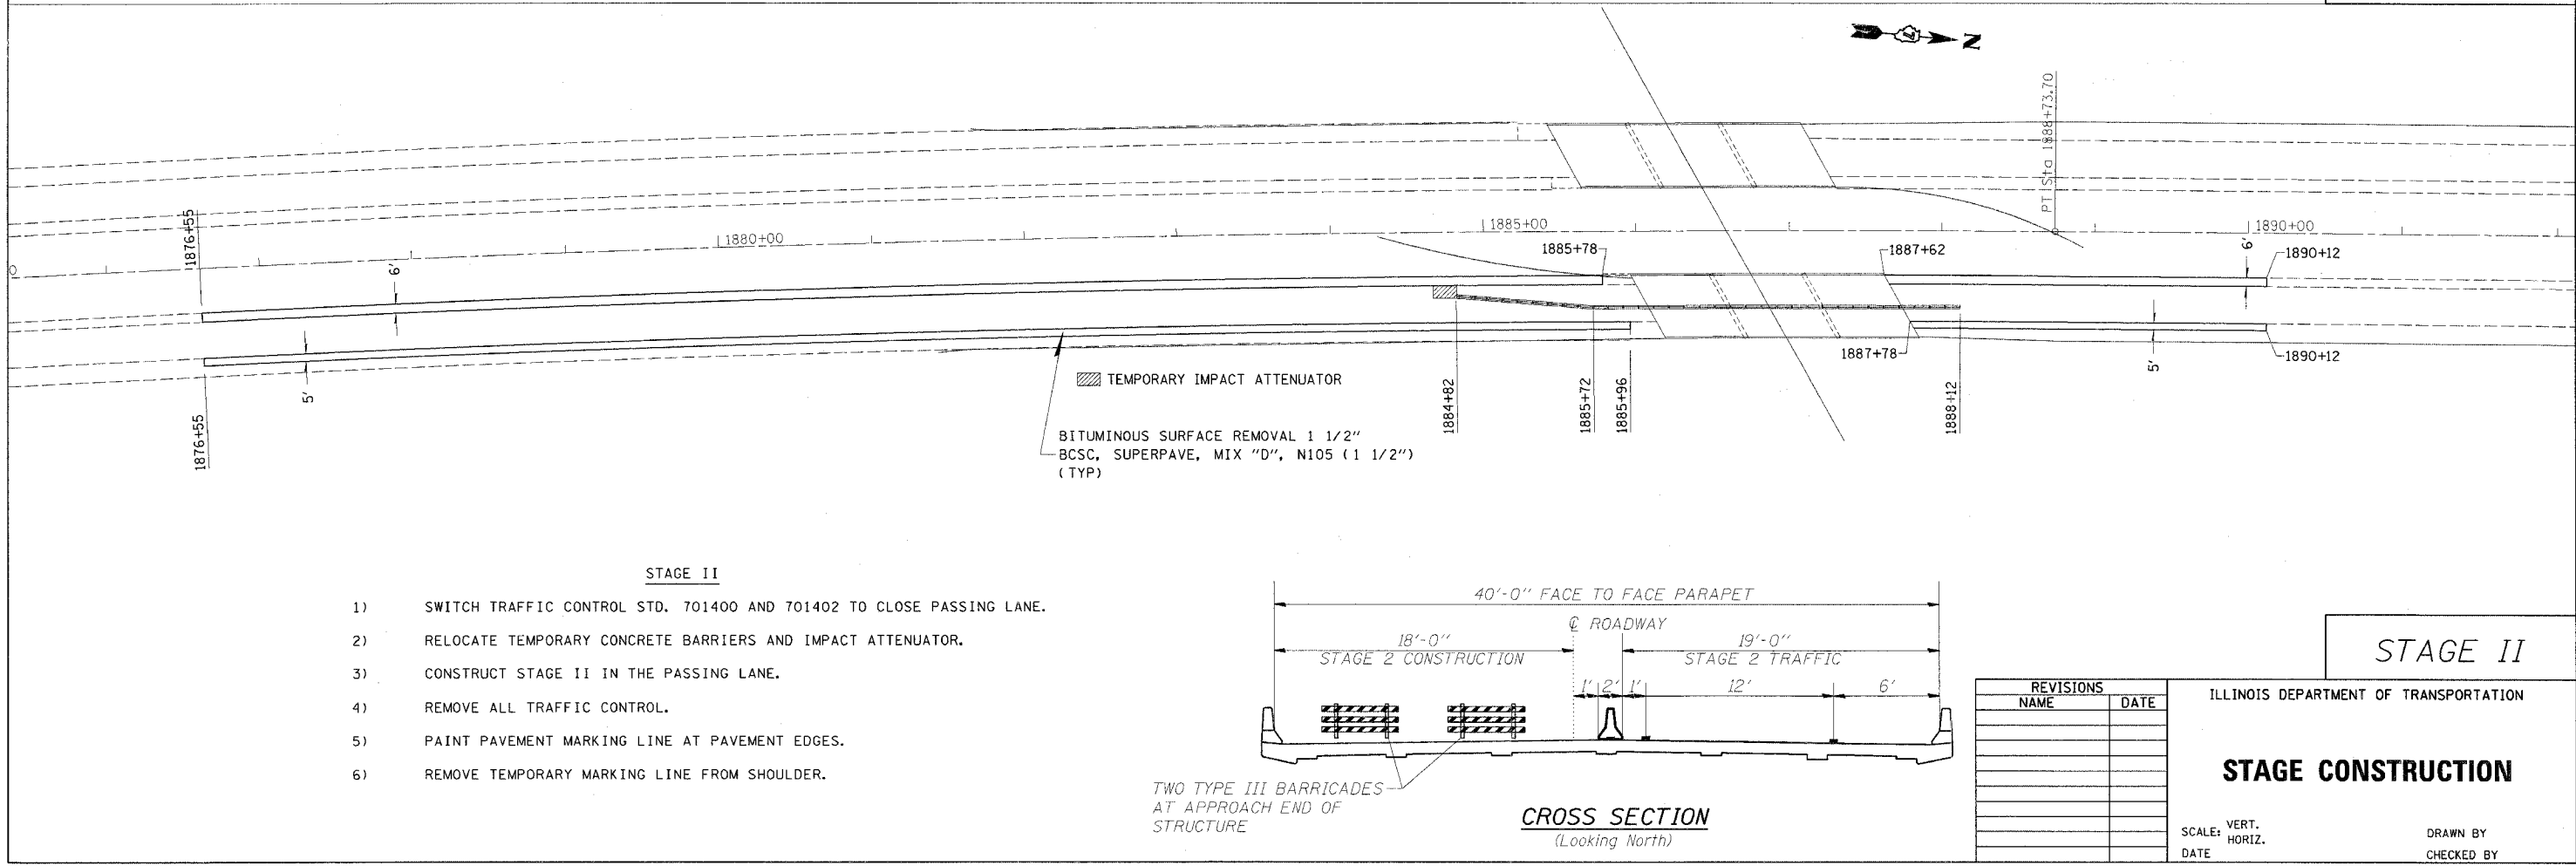 N
PT Sta 1888+73.70
1876+55
6'
1880+00
1885+00
1885+78
1887+62
1890+00
6'
1890+12
0
5'
1876+55
TEMPORARY IMPACT ATTENUATOR
BITUMINOUS SURFACE REMOVAL 1 1/2"
BCSC, SUPERPAVE, MIX "D", N105 (1 1/2")
(TYP)
1884+82
1885+72
1885+96
1887+78
1888+12
5'
1890+12
STAGE II
1) SWITCH TRAFFIC CONTROL STD. 701400 AND 701402 TO CLOSE PASSING LANE.
2) RELOCATE TEMPORARY CONCRETE BARRIERS AND IMPACT ATTENUATOR.
3) CONSTRUCT STAGE II IN THE PASSING LANE.
4) REMOVE ALL TRAFFIC CONTROL.
5) PAINT PAVEMENT MARKING LINE AT PAVEMENT EDGES.
6) REMOVE TEMPORARY MARKING LINE FROM SHOULDER.
40'-0" FACE TO FACE PARAPET
℄ ROADWAY
18'-0"
STAGE 2 CONSTRUCTION
19'-0"
STAGE 2 TRAFFIC
1' 2' 1' 12' 6'
TWO TYPE III BARRICADES
AT APPROACH END OF
STRUCTURE
CROSS SECTION
(Looking North)
STAGE II
REVISIONS
NAME DATE
ILLINOIS DEPARTMENT OF TRANSPORTATION
STAGE CONSTRUCTION
SCALE: VERT.
HORIZ.
DATE
DRAWN BY
CHECKED BY